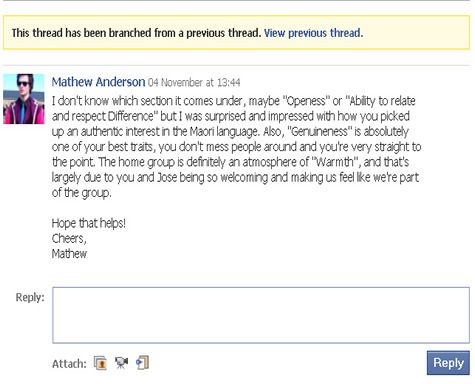 This thread has been branched from a previous thread. View previous thread.
Mathew Anderson 04 November at 13:44
I don't know which section it comes under, maybe "Openess" or "Ability to relate
and respect Difference" but I was surprised and impressed with how you picked
up an authentic interest in the Maori language. Also, "Genuineness" is absolutely
one of your best traits, you don't mess people around and you're very straight to
the point. The home group is definitely an atmosphere of "Warmth", and that's
largely due to you and Jose being so welcoming and making us feel like we're part
of the group.
Hope that helps!
Cheers,
Mathew
Reply:
Attach:
Reply